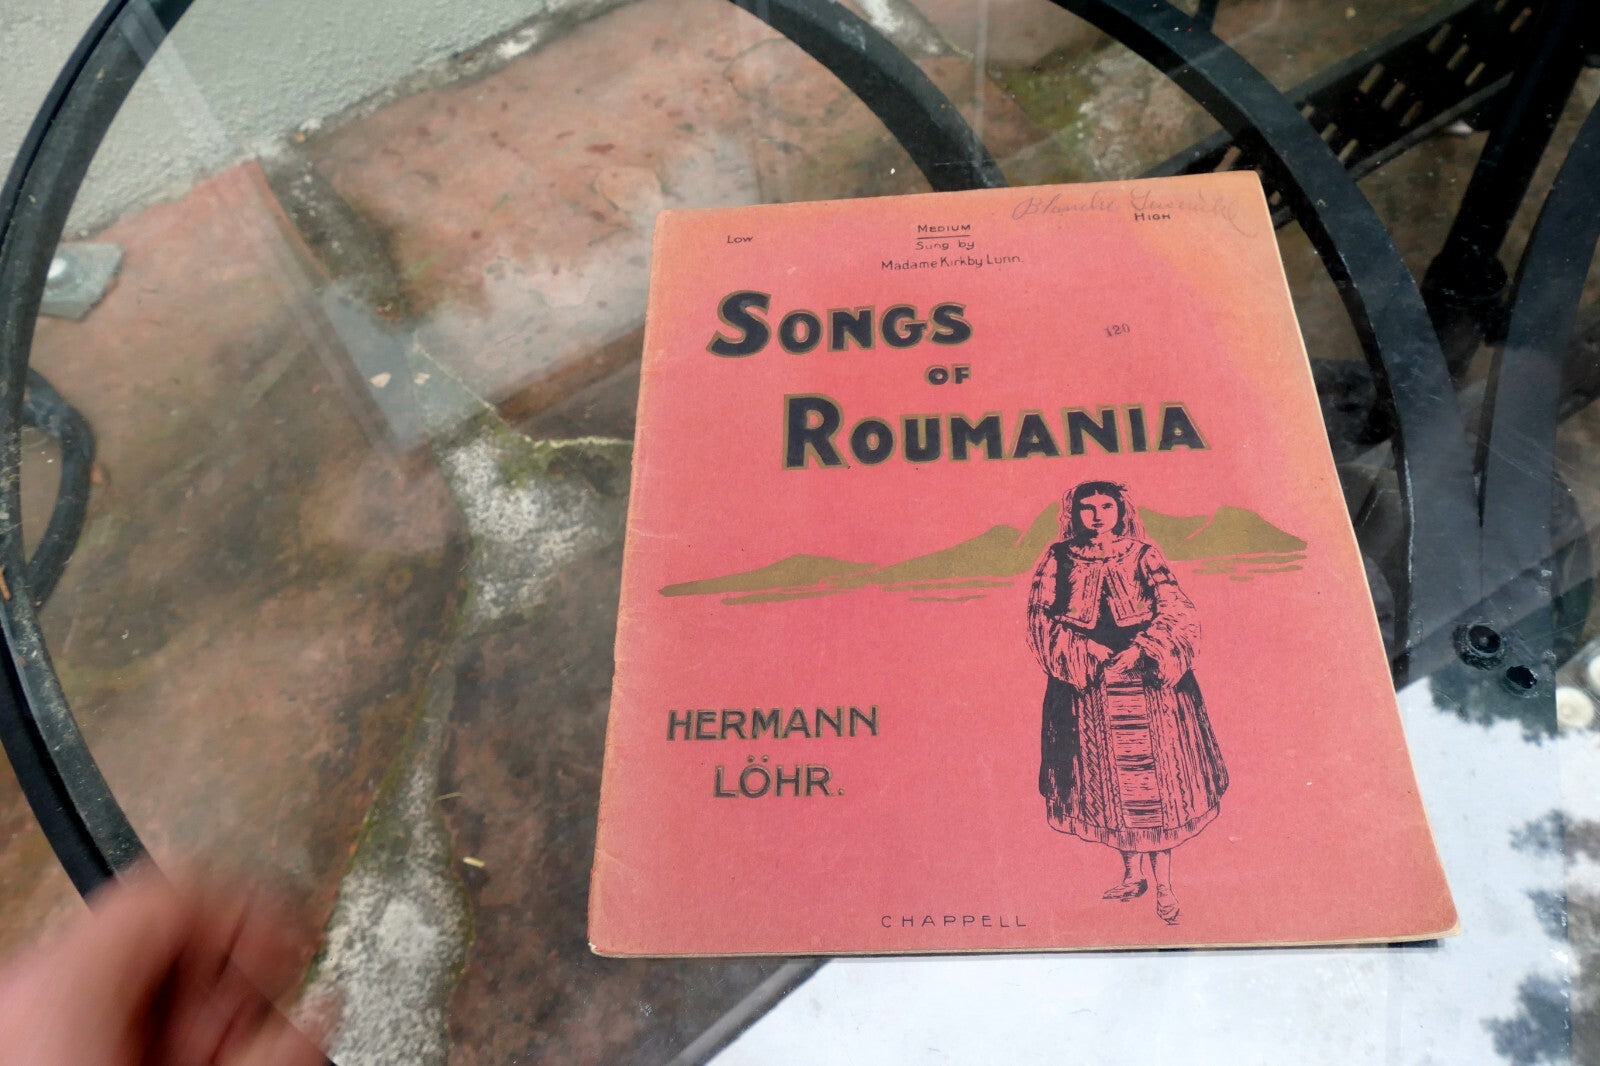 Low
Medium
High
Sung by
Madame Kirkby Lunn.
Songs
of
Roumania
120
HERMANN
LÖHR.
CHAPPELL